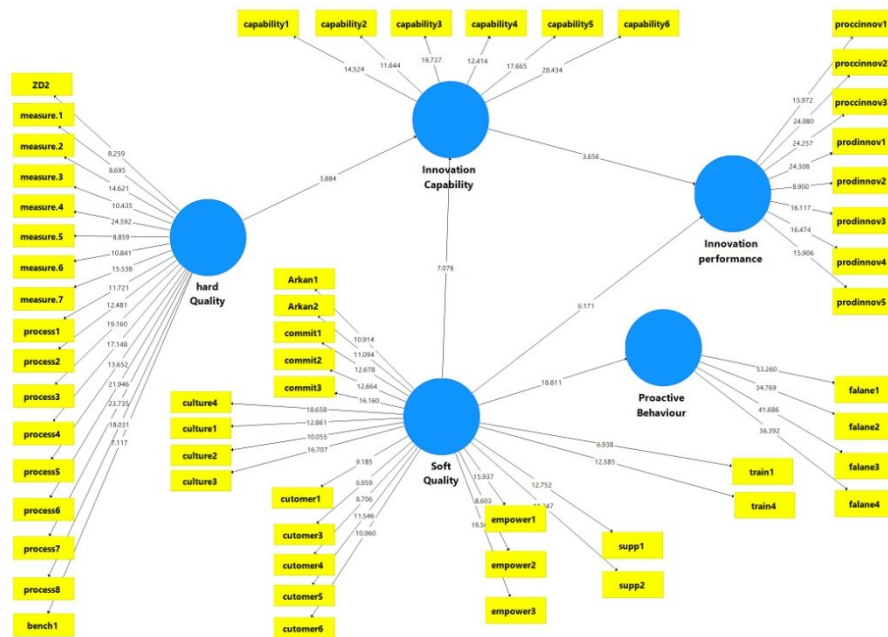 capability1
capability2
capability3
capability4
capability5
capability6
14.524
11.644
19.737
12.414
17.665
28.434
Innovation
Capability
proccinnov1
proccinnov2
proccinnov3
prodinnov1
prodinnov2
prodinnov3
prodinnov4
prodinnov5
15.972
24.980
24.257
24.308
8.900
16.117
16.474
15.906
Innovation
performance
ZD2
measure.1
measure.2
measure.3
measure.4
measure.5
measure.6
measure.7
process1
process2
process3
process4
process5
process6
process7
process8
bench1
8.259
8.695
14.621
10.435
24.592
8.859
10.841
15.538
11.721
12.481
19.160
17.148
13.652
21.946
23.735
18.031
7.117
hard
Quality
3.656
7.076
6.171
18.811
Arkan1
Arkan2
commit1
commit2
commit3
10.914
11.094
12.678
12.664
16.160
culture4
culture1
culture2
culture3
18.658
12.861
10.055
16.707
Soft
Quality
cutomer1
cutomer3
cutomer4
cutomer5
cutomer6
9.185
6.959
8.706
11.546
10.960
empower1
empower2
empower3
15.937
8.603
supp1
supp2
12.752
train1
train4
6.938
12.585
Proactive
Behaviour
falane1
falane2
falane3
falane4
53.260
34.769
41.686
36.392